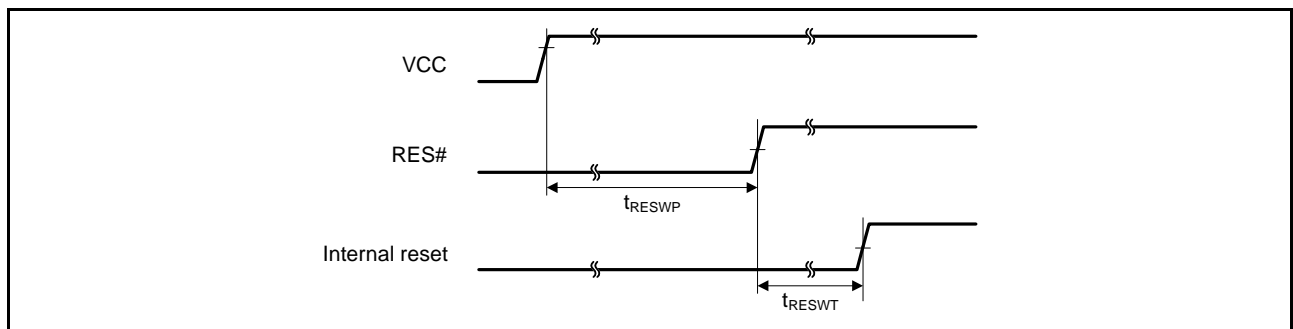 VCC
RES#
tRESWP
Internal reset
tRESWT